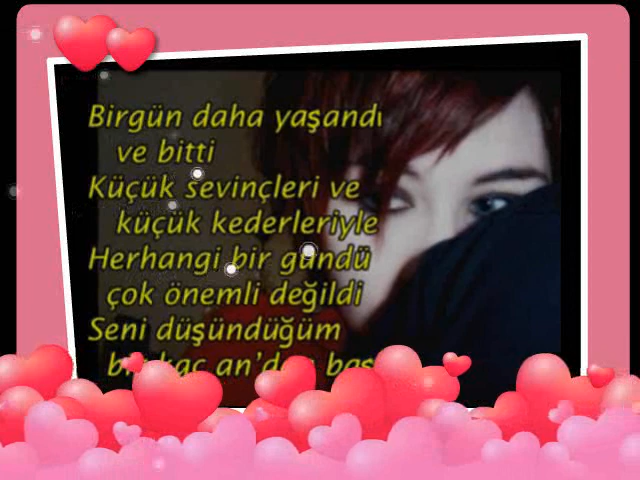 Birgün daha yaşandı
ve bitti
Küçük sevinçleri ve
küçük kederleriyle
Herhangi bir gündü
çok önemli değildi
Seni düşündüğüm